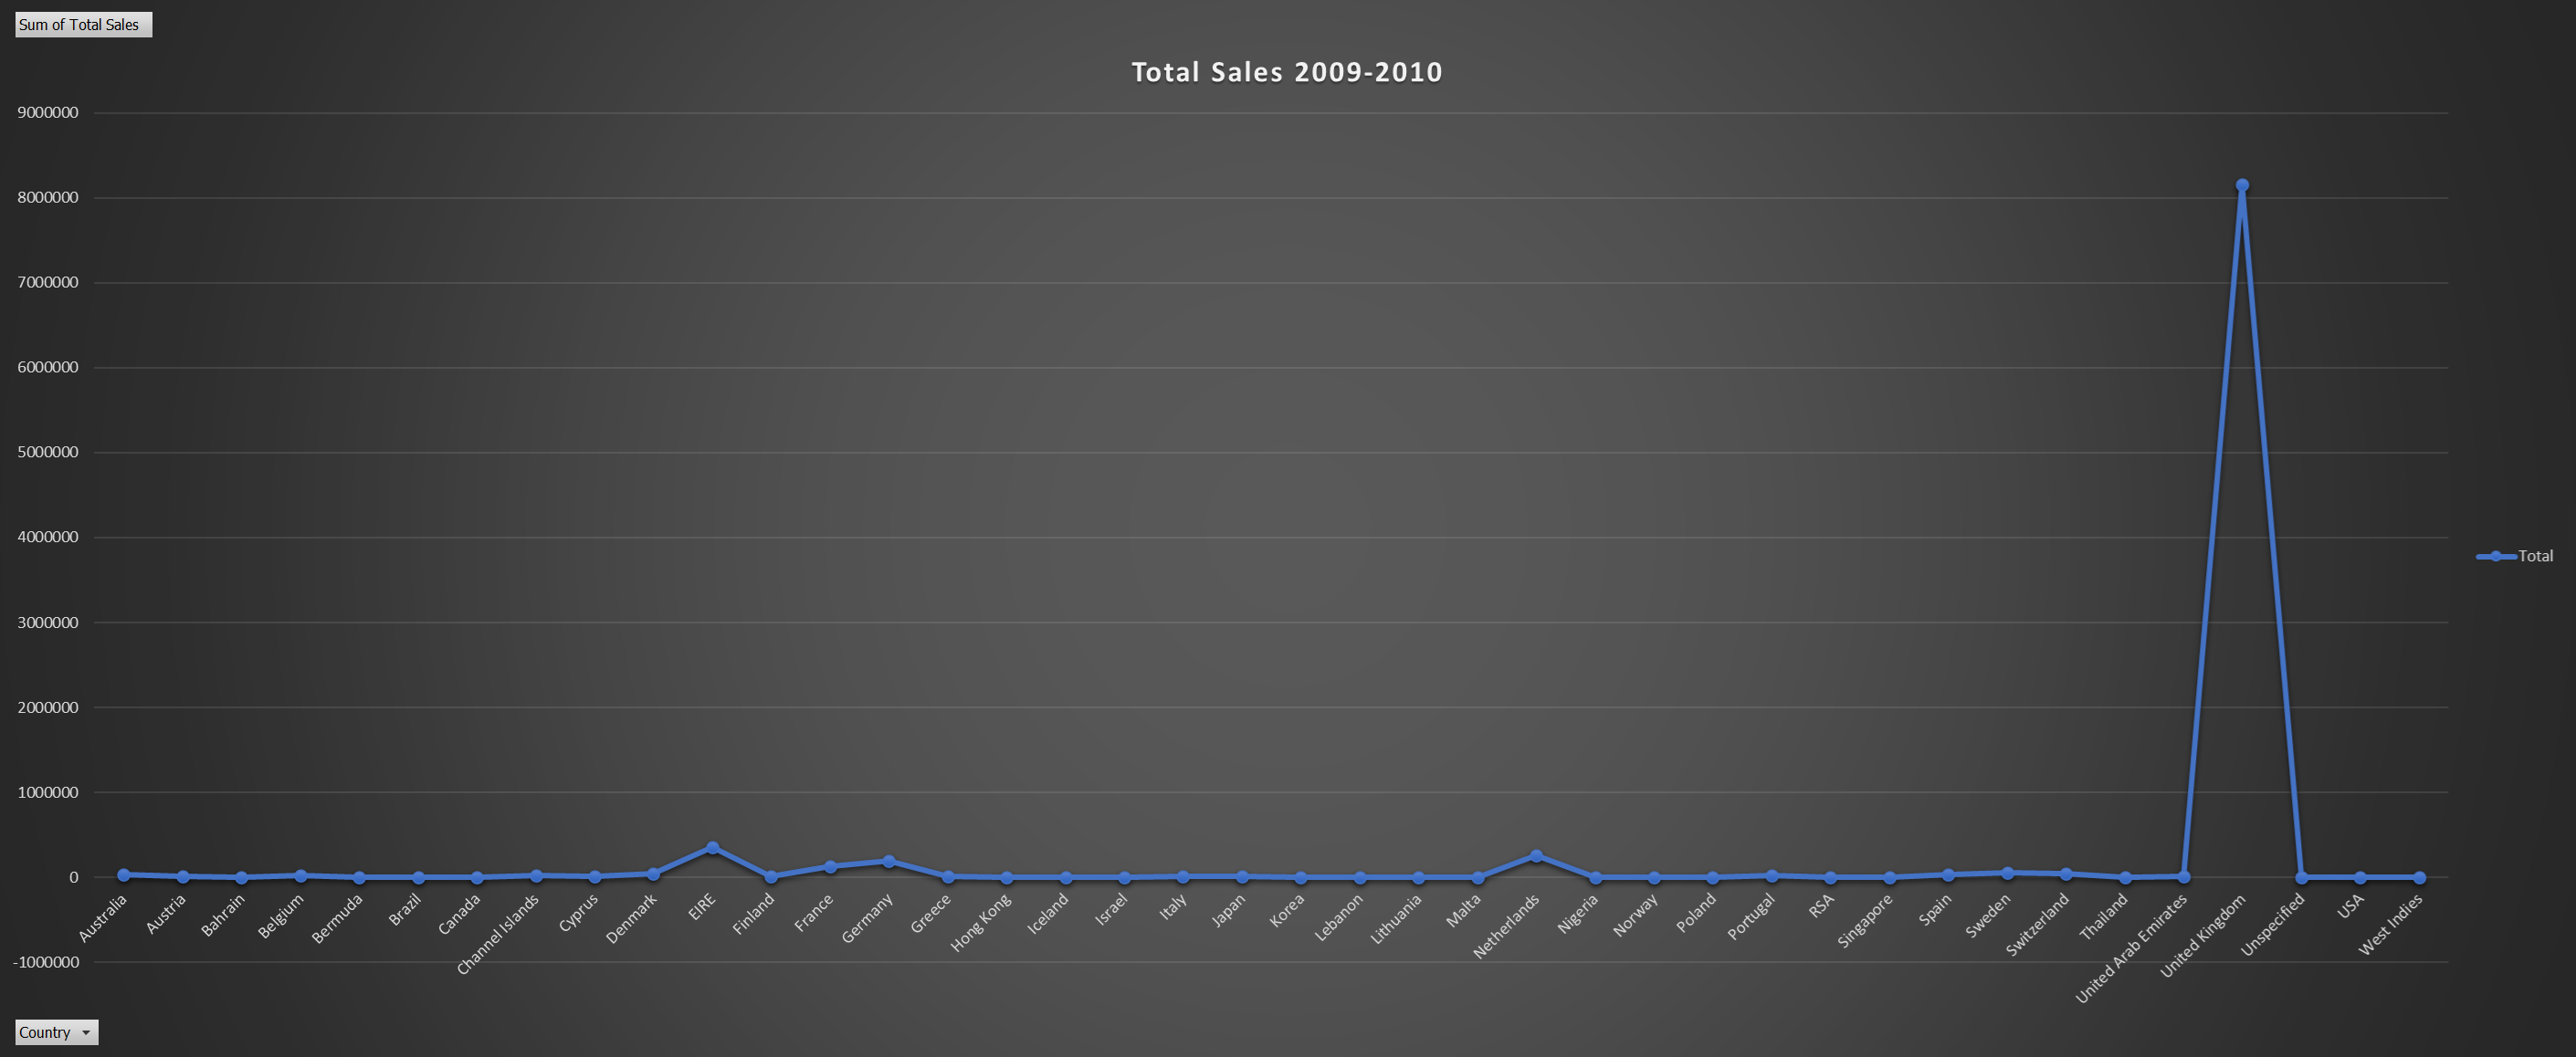 Sum of Total Sales
Total Sales 2009-2010
9000000
8000000
7000000
6000000
5000000
4000000
3000000
2000000
1000000
0
-1000000
Total
Australia
Austria
Bahrain
Belgium
Bermuda
Brazil
Canada
Channel Islands
Cyprus
Denmark
EIRE
Finland
France
Germany
Greece
Hong Kong
Iceland
Israel
Italy
Japan
Korea
Lebanon
Lithuania
Malta
Netherlands
Nigeria
Norway
Poland
Portugal
RSA
Singapore
Spain
Sweden
Switzerland
Thailand
United Arab Emirates
United Kingdom
Unspecified
USA
West Indies
Country